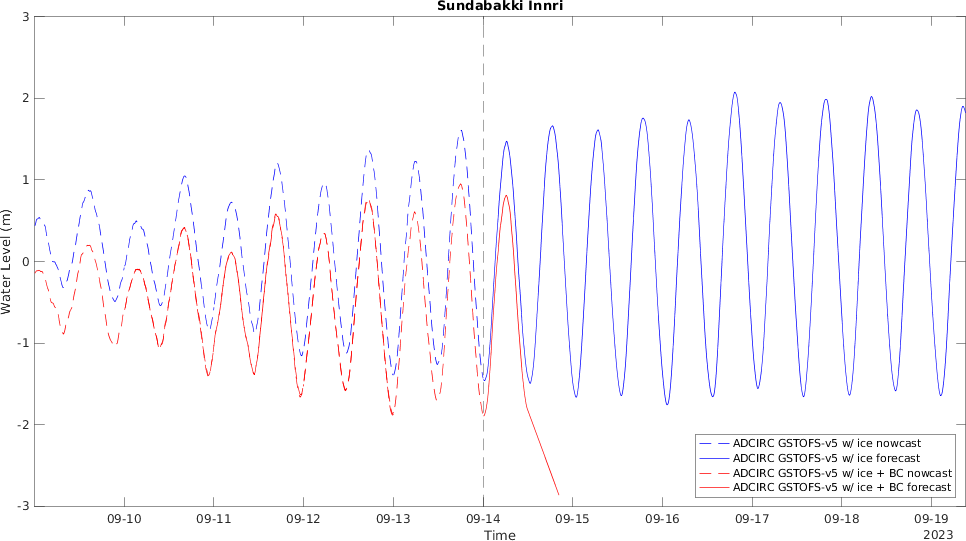 Sundabakki Innri
3
2
1
0
-1
-2
-3
Water Level (m)
ADCIRC GSTOFS-v5 w/ ice nowcast
ADCIRC GSTOFS-v5 w/ ice forecast
ADCIRC GSTOFS-v5 w/ ice + BC nowcast
ADCIRC GSTOFS-v5 w/ ice + BC forecast
09-10 09-11 09-12 09-13 09-14 09-15 09-16 09-17 09-18 09-19
Time 2023